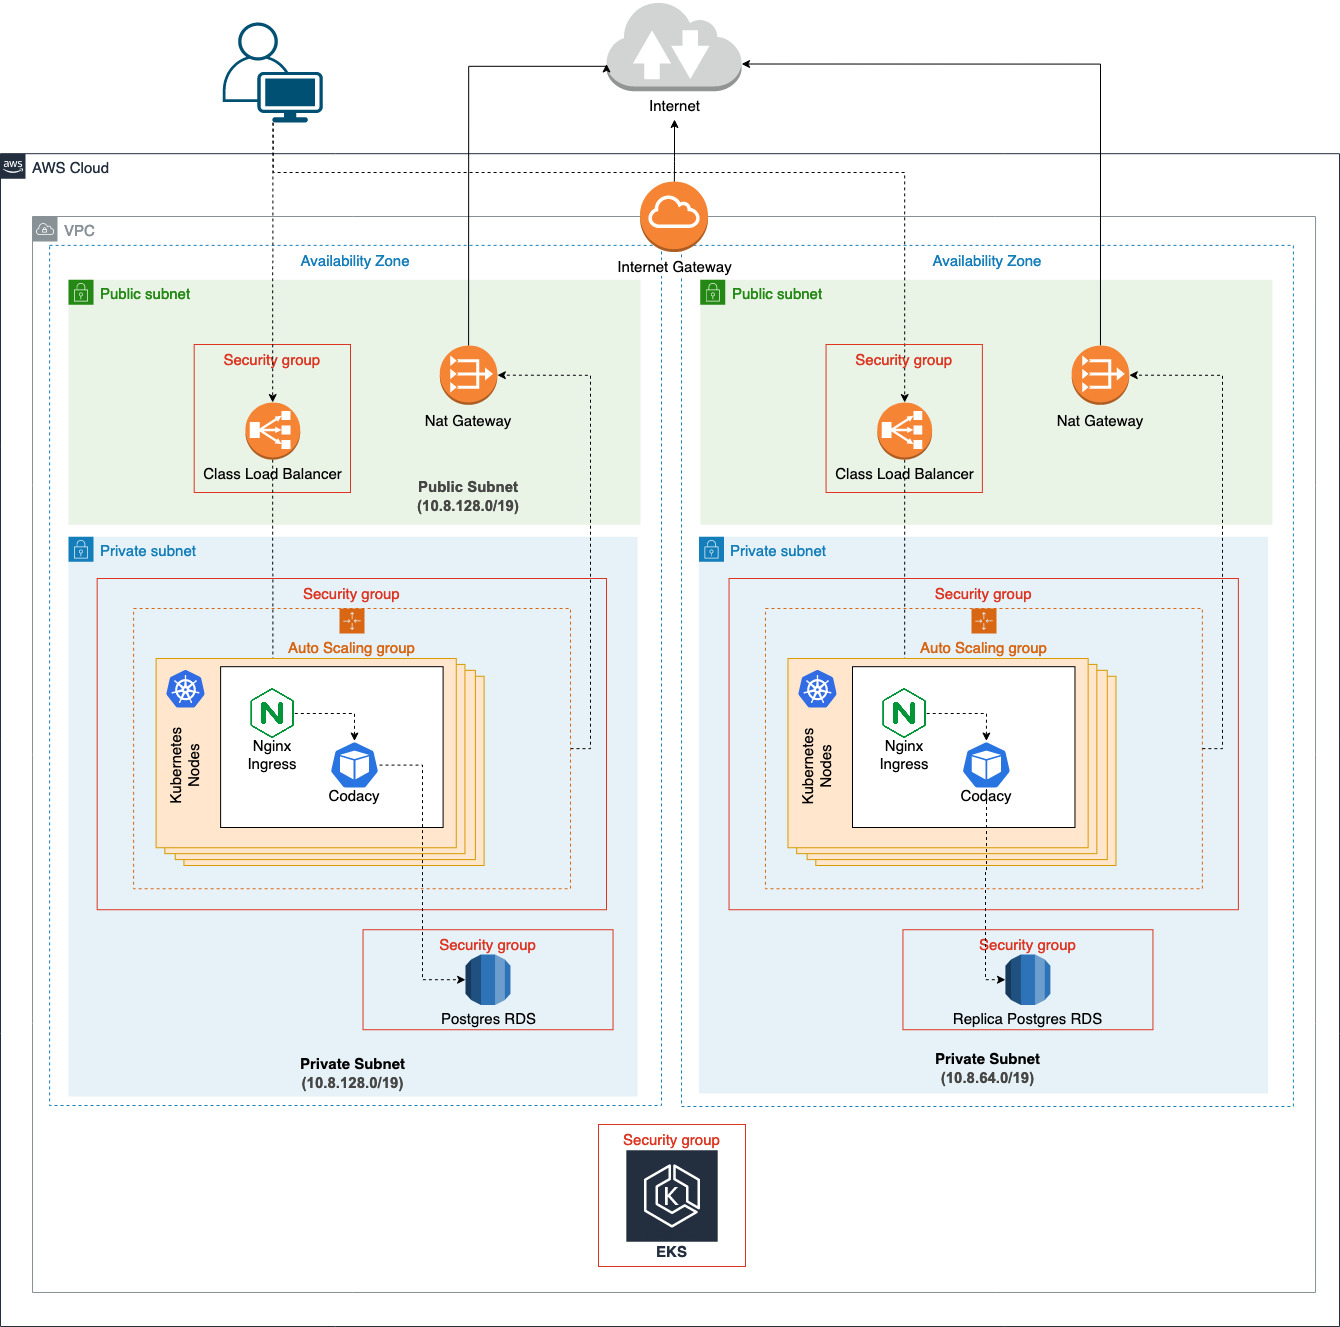 Internet
aws
AWS Cloud
VPC
Internet Gateway
Availability Zone
Public subnet
Security group
Class Load Balancer
Nat Gateway
Public Subnet
(10.8.128.0/19)
Private subnet
Security group
Auto Scaling group
Kubernetes
Nodes
Nginx
Ingress
Codacy
Security group
Postgres RDS
Private Subnet
(10.8.128.0/19)
Availability Zone
Public subnet
Security group
Class Load Balancer
Nat Gateway
Private subnet
Security group
Auto Scaling group
Kubernetes
Nodes
Nginx
Ingress
Codacy
Security group
Replica Postgres RDS
Private Subnet
(10.8.64.0/19)
Security group
K
EKS